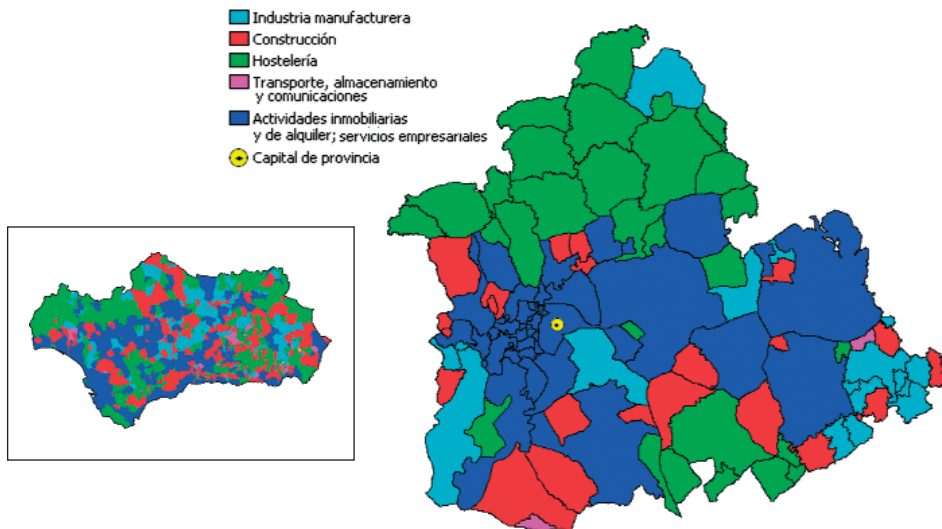 Industria manufacturera
Construcción
Hostelería
Transporte, almacenamiento
y comunicaciones
Actividades inmobiliarias
y de alquiler; servicios empresariales
Capital de provincia